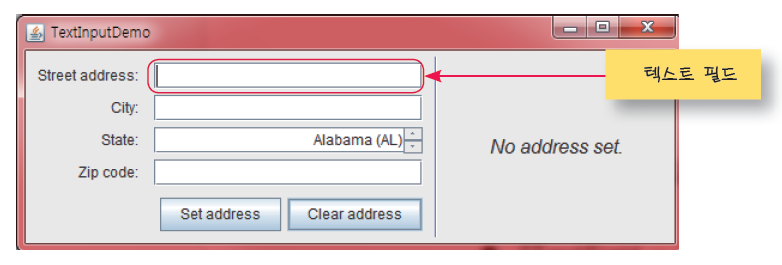 TextInputDemo
Street address:
텍스트 필드
City:
State: Alabama (AL)
No address set.
Zip code:
Set address Clear address